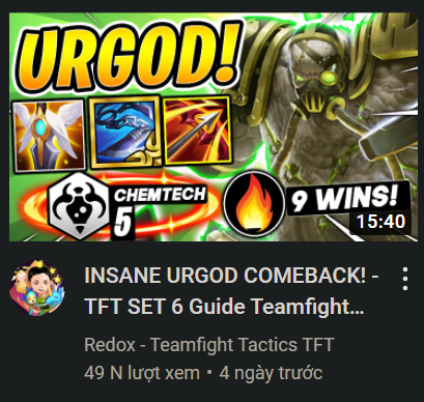 URGOD!
CHEMTECH
5
9 WINS!
15:40
INSANE URGOD COMEBACK! -
TFT SET 6 Guide Teamfight...
Redox - Teamfight Tactics TFT
49 N lượt xem • 4 ngày trước